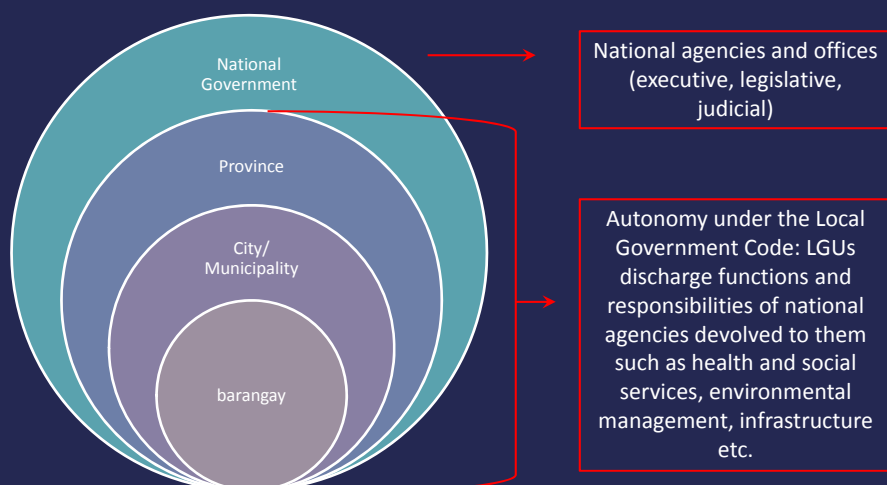 National
Government
Province
City/
Municipality
barangay
National agencies and offices
(executive, legislative,
judicial)
Autonomy under the Local
Government Code: LGUs
discharge functions and
responsibilities of national
agencies devolved to them
such as health and social
services, environmental
management, infrastructure
etc.